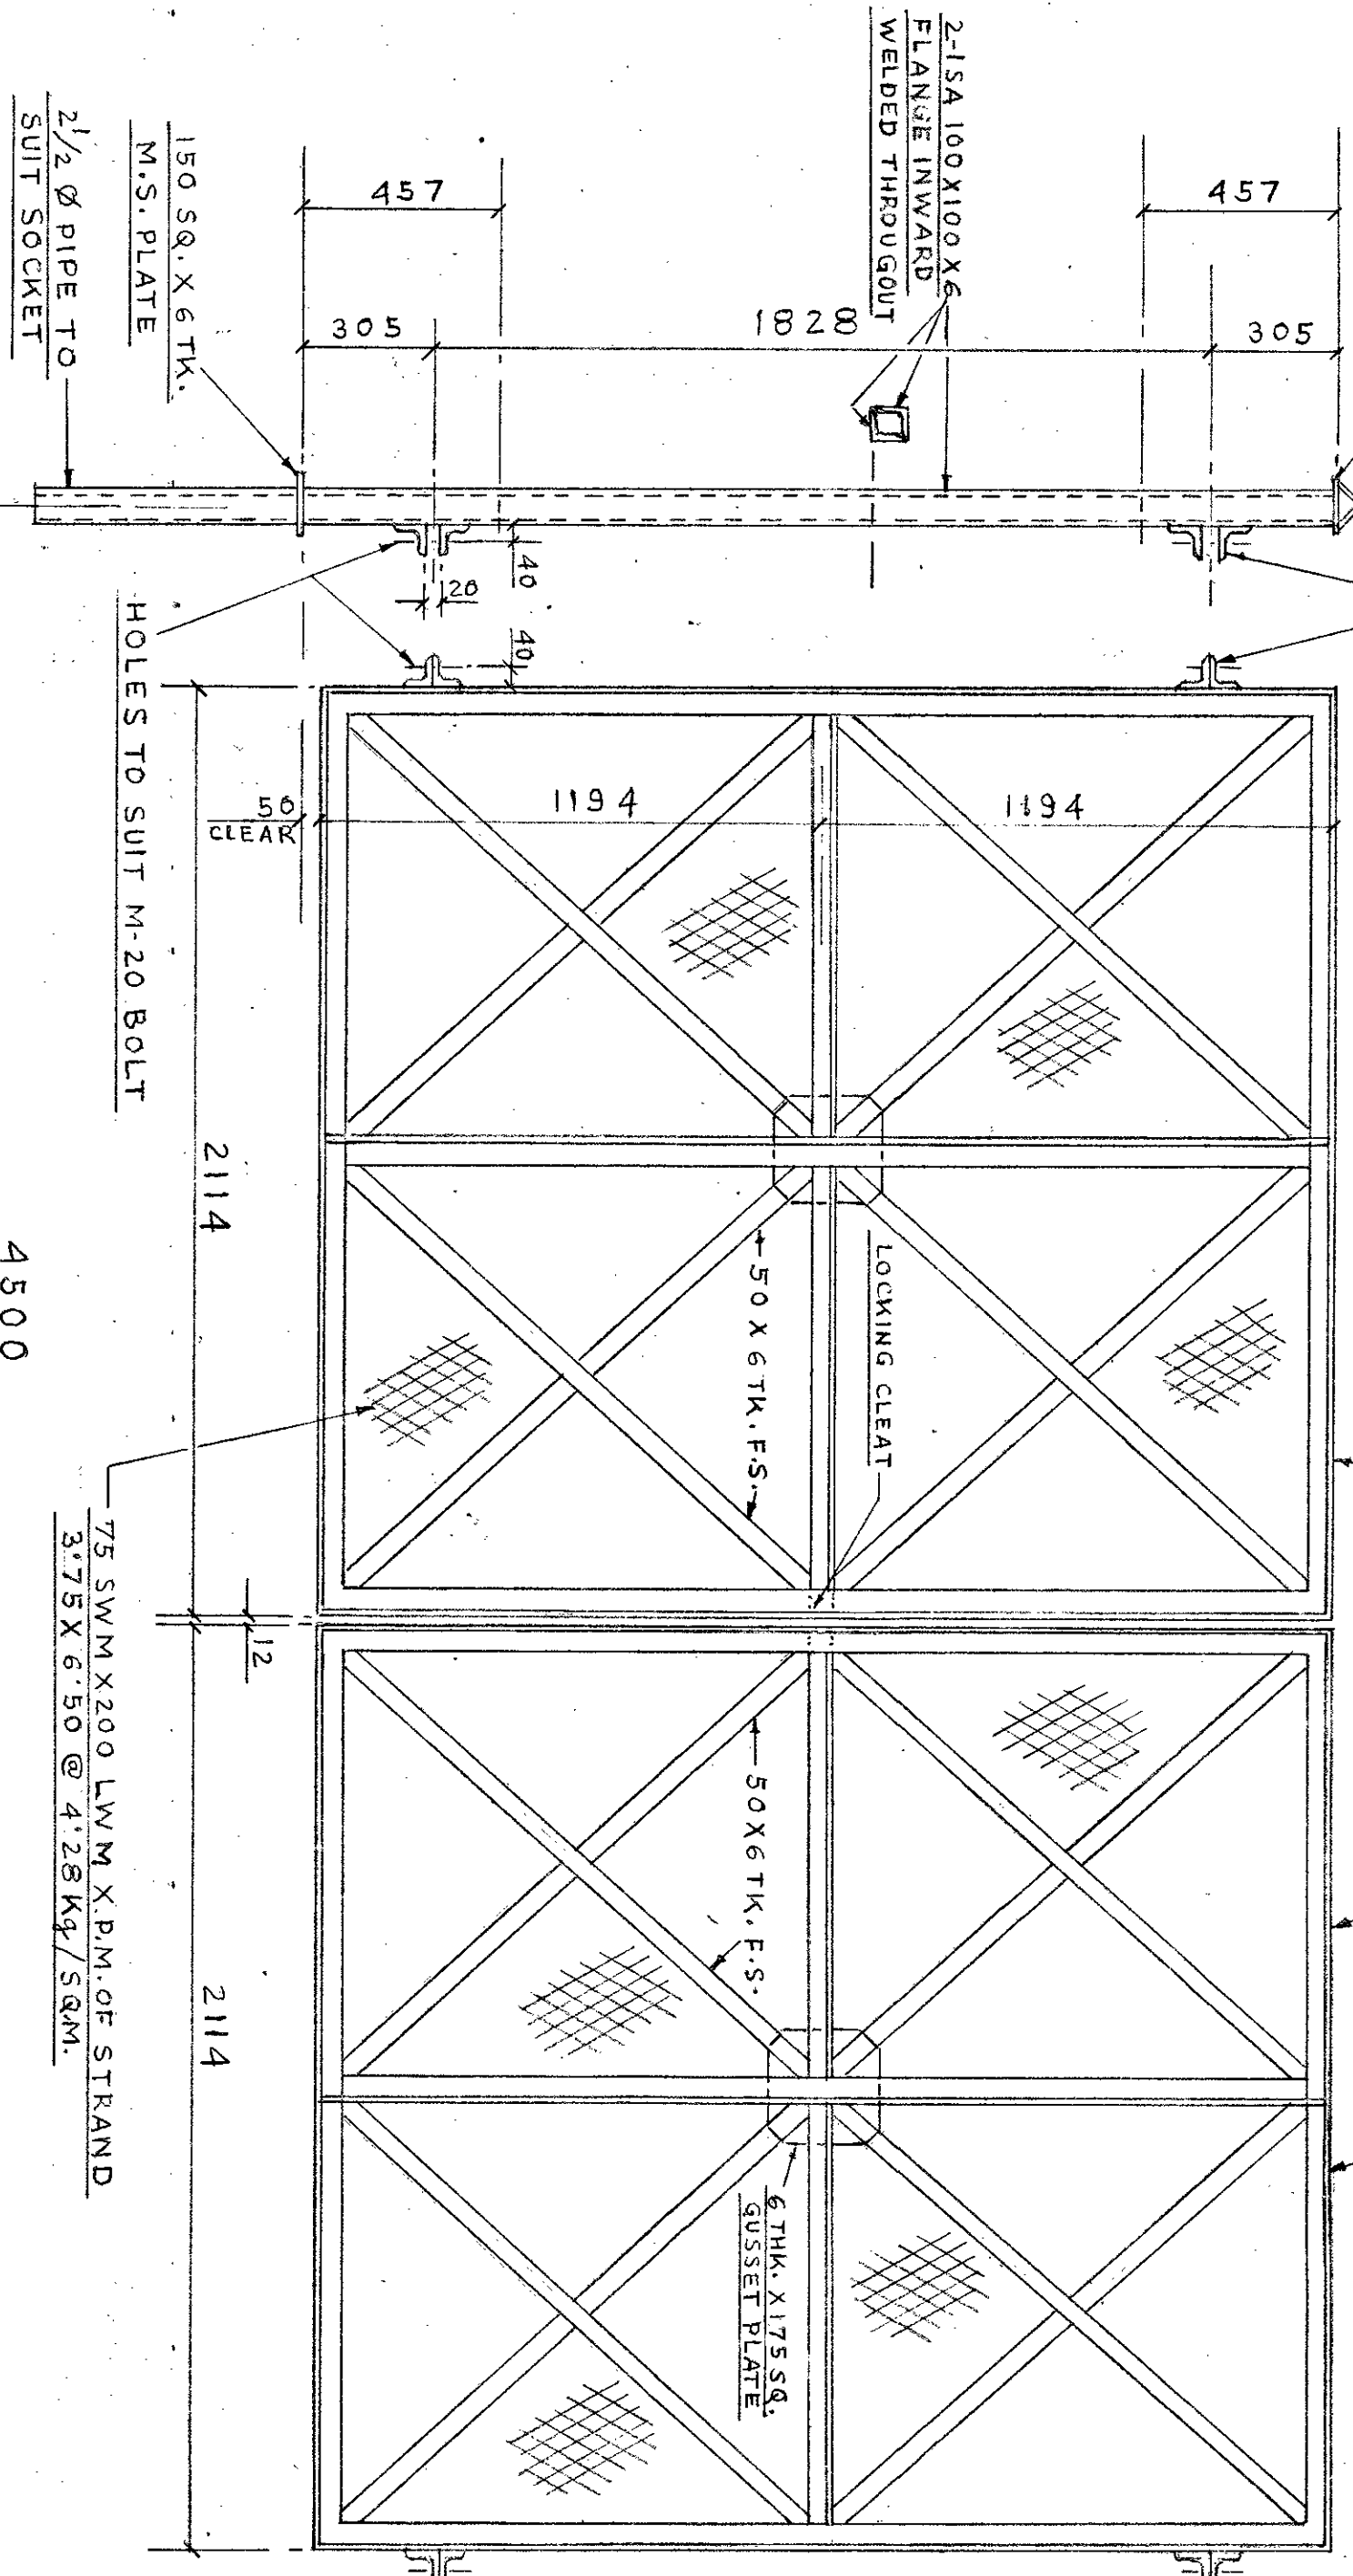 2-ISA 100X100X6
FLANGE INWARD
WELDED THROUGOUT
457
457
305
1828
305
150 SQ. X 6 TK.
M.S. PLATE
2 1/2 Ø PIPE TO
SUIT SOCKET
40
20
40
HOLES TO SUIT M-20 BOLT
50
CLEAR
1194
1194
2114
LOCKING CLEAT
50 X 6 TK. F.S.
4500
12
75 SWM X 200 LWM X.P.M. OF STRAND
3·75 X 6·50 @ 4·28 Kg/SQM.
50X6 TK. F.S.
2114
6 THK. X 175 SQ.
GUSSET PLATE